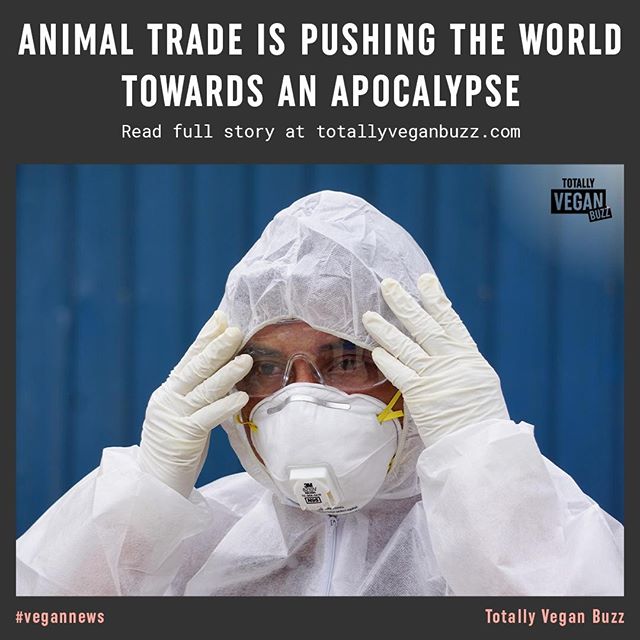 ANIMAL TRADE IS PUSHING THE WORLD
TOWARDS AN APOCALYPSE
Read full story at totallyveganbuzz.com
TOTALLY
VEGAN
BUZZ
3M
#vegannews
Totally Vegan Buzz